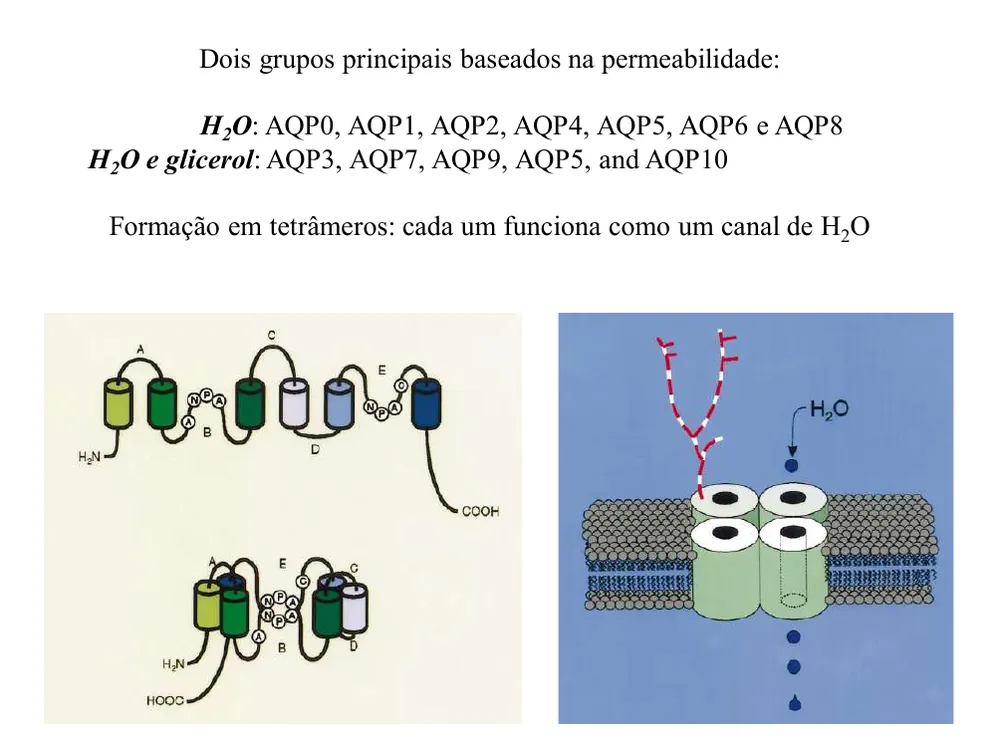 Dois grupos principais baseados na permeabilidade:
H₂O: AQP0, AQP1, AQP2, AQP4, AQP5, AQP6 e AQP8
H₂O e glicerol: AQP3, AQP7, AQP9, AQP5, and AQP10
Formação em tetrâmeros: cada um funciona como um canal de H₂O
A
C
E
N P A
A
B
C
N P A
D
H₂N
COOH
A
E
C
C
N P A
N P A
A
B
D
H₂N
HOOC
H₂O